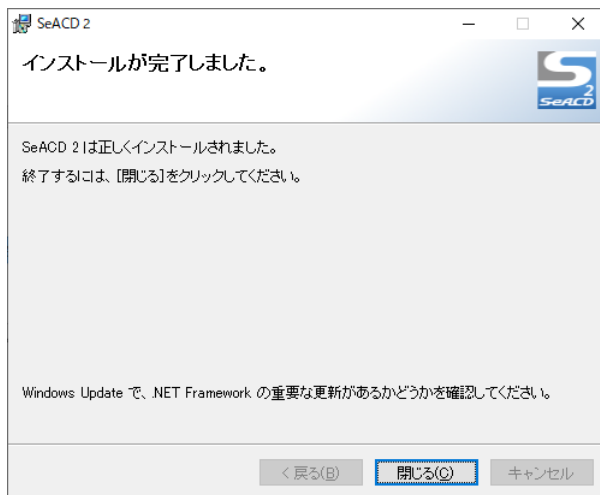 SeACD 2
インストールが完了しました。
S2
SeACD
SeACD 2は正しくインストールされました。
終了するには、[閉じる]をクリックしてください。
Windows Update で、.NET Framework の重要な更新があるかどうかを確認してください。
< 戻る(B)
閉じる(C)
キャンセル